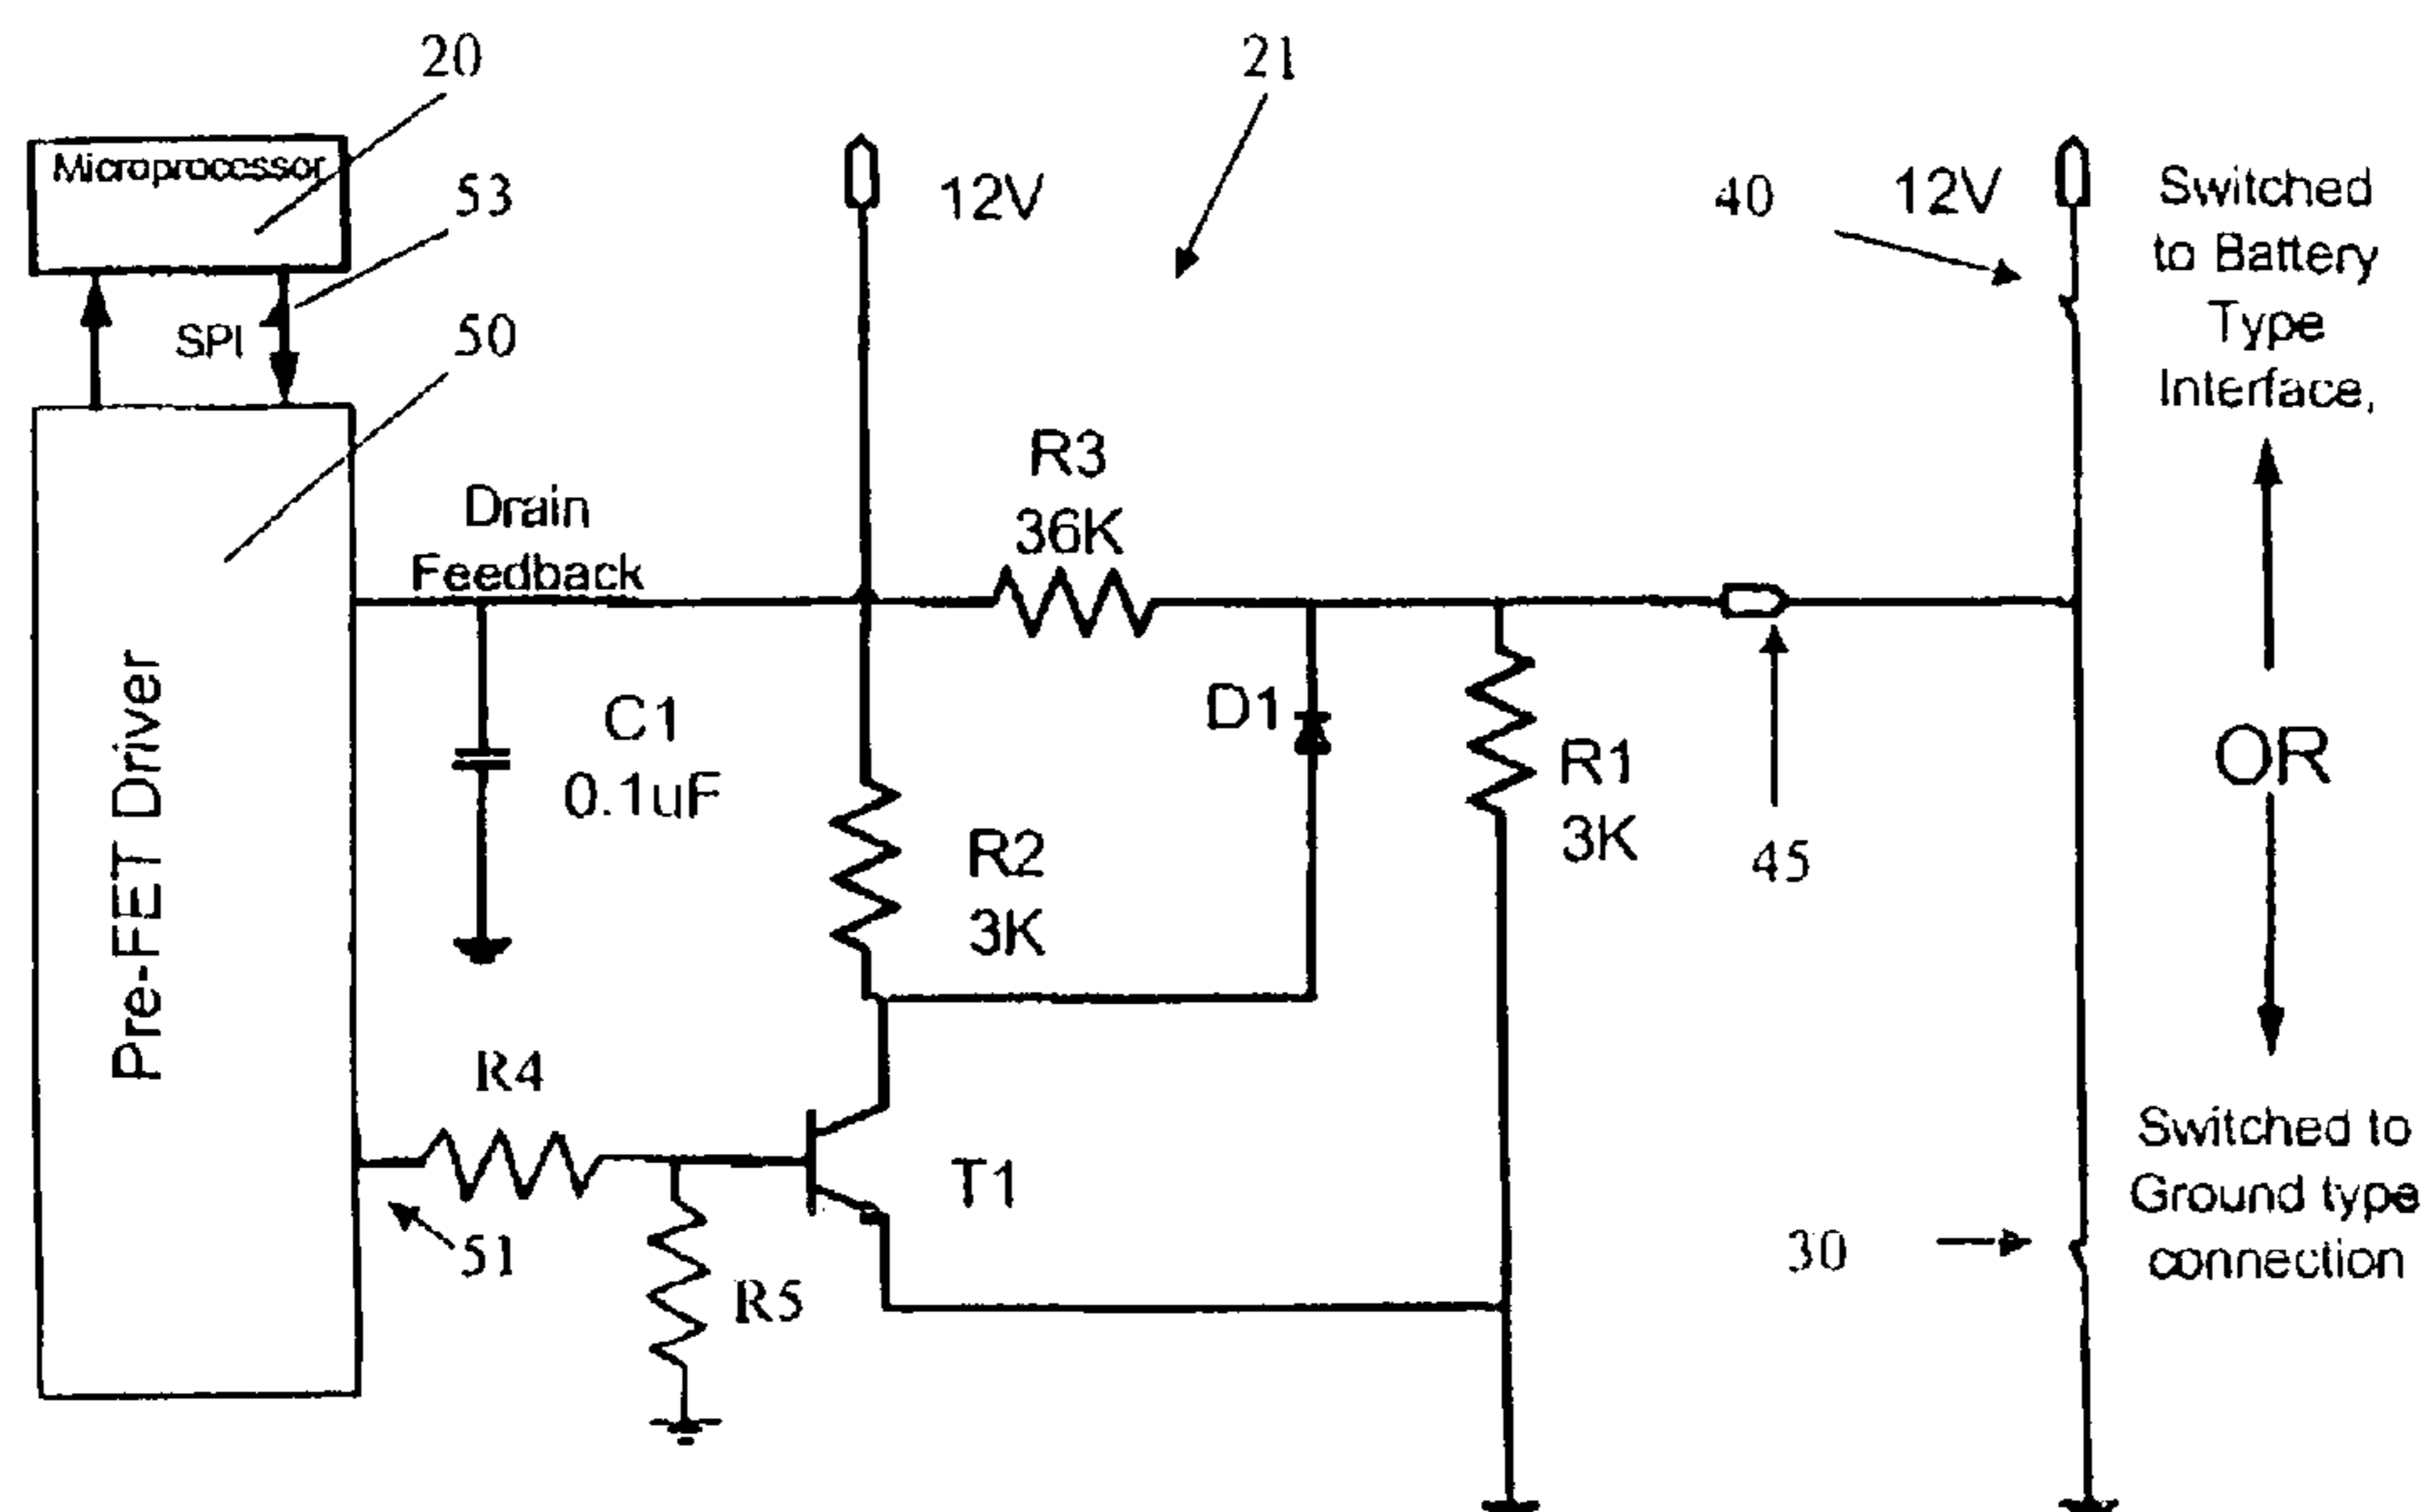 20
21
Microprocessor
53
12V
40
12V
Switched
to Battery
Type
Interface,
SPI
50
R3
36K
Drain
Feedback
Pre-FET Driver
C1
0.1uF
D1
R1
3K
OR
45
R2
3K
R4
T1
51
R5
30
Switched to
Ground type
connection